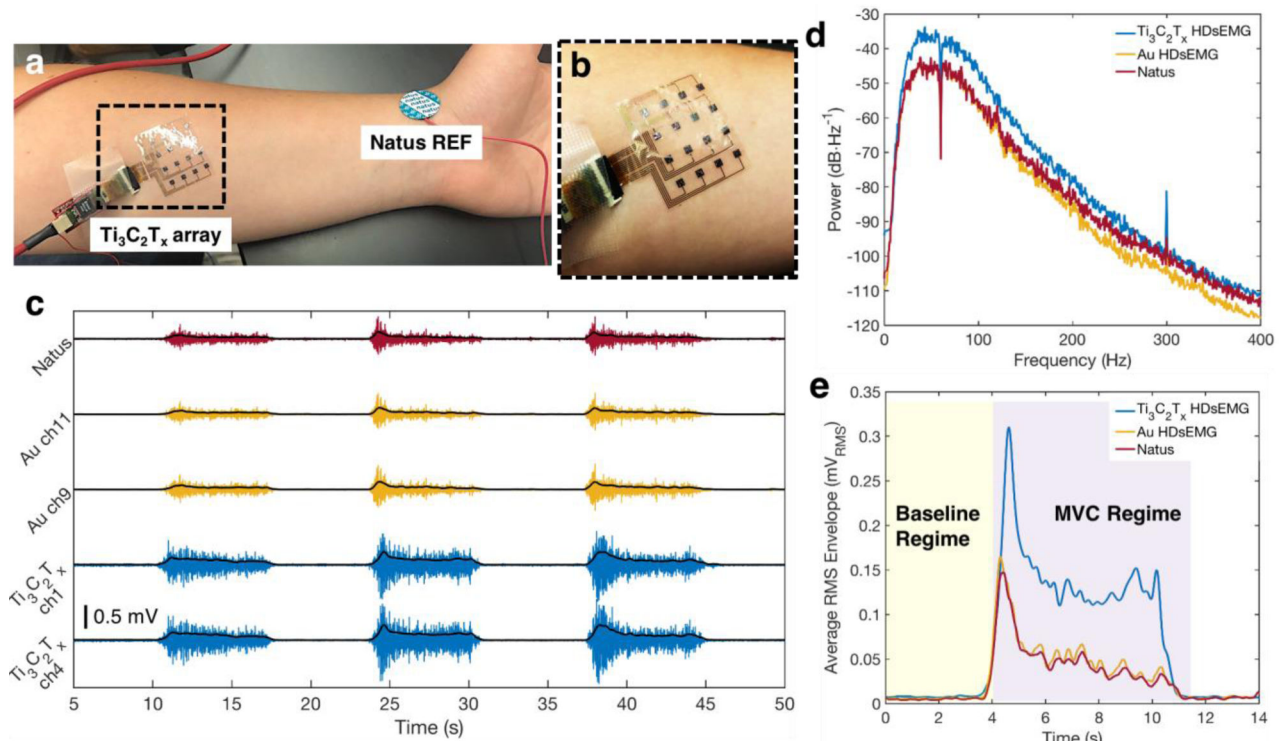 a
Natus REF
Ti₃C₂Tₓ array
b
c
Natus
Au ch11
Au ch9
Ti₃C₂Tₓ
ch1
0.5 mV
Ti₃C₂Tₓ
ch4
5 10 15 20 25 30 35 40 45 50
Time (s)
d
-30
-40
-50
-60
-70
-80
-90
-100
-110
-120
Power (dB·Hz⁻¹)
Ti₃C₂Tₓ HDsEMG
Au HDsEMG
Natus
0 100 200 300 400
Frequency (Hz)
e
0.35
0.3
0.25
0.2
0.15
0.1
0.05
0
Average RMS Envelope (mV_RMS)
Ti₃C₂Tₓ HDsEMG
Au HDsEMG
Natus
Baseline
Regime
MVC Regime
0 2 4 6 8 10 12 14
Time (s)